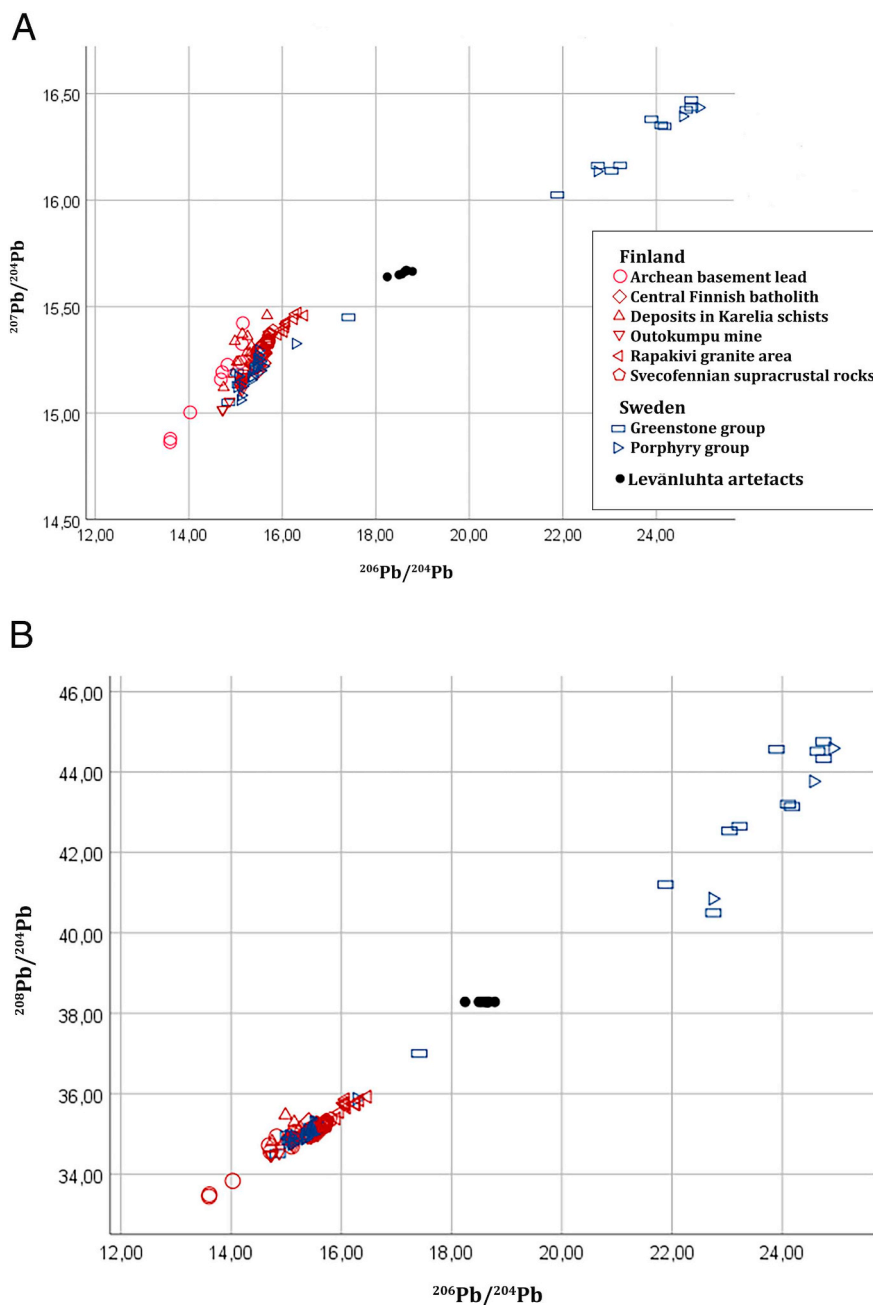 A
16,50
16,00
15,50
15,00
14,50
²⁰⁷Pb/²⁰⁴Pb
12,00 14,00 16,00 18,00 20,00 22,00 24,00
²⁰⁶Pb/²⁰⁴Pb
Finland
Archean basement lead
Central Finnish batholith
Deposits in Karelia schists
Outokumpu mine
Rapakivi granite area
Svecofennian supracrustal rocks
Sweden
Greenstone group
Porphyry group
Levänluhta artefacts
B
46,00
44,00
42,00
40,00
38,00
36,00
34,00
²⁰⁸Pb/²⁰⁴Pb
12,00 14,00 16,00 18,00 20,00 22,00 24,00
²⁰⁶Pb/²⁰⁴Pb